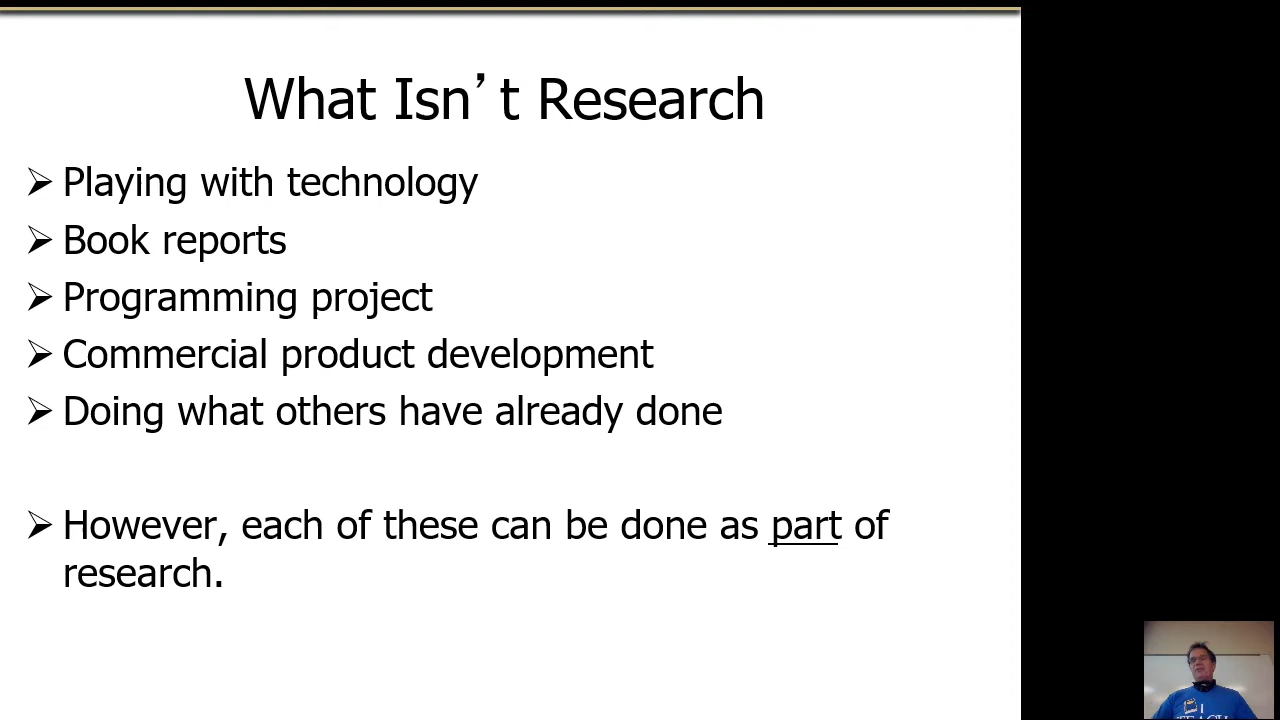 What Isn’t Research
➢ Playing with technology
➢ Book reports
➢ Programming project
➢ Commercial product development
➢ Doing what others have already done
➢ However, each of these can be done as part of
research.
I
TEACH